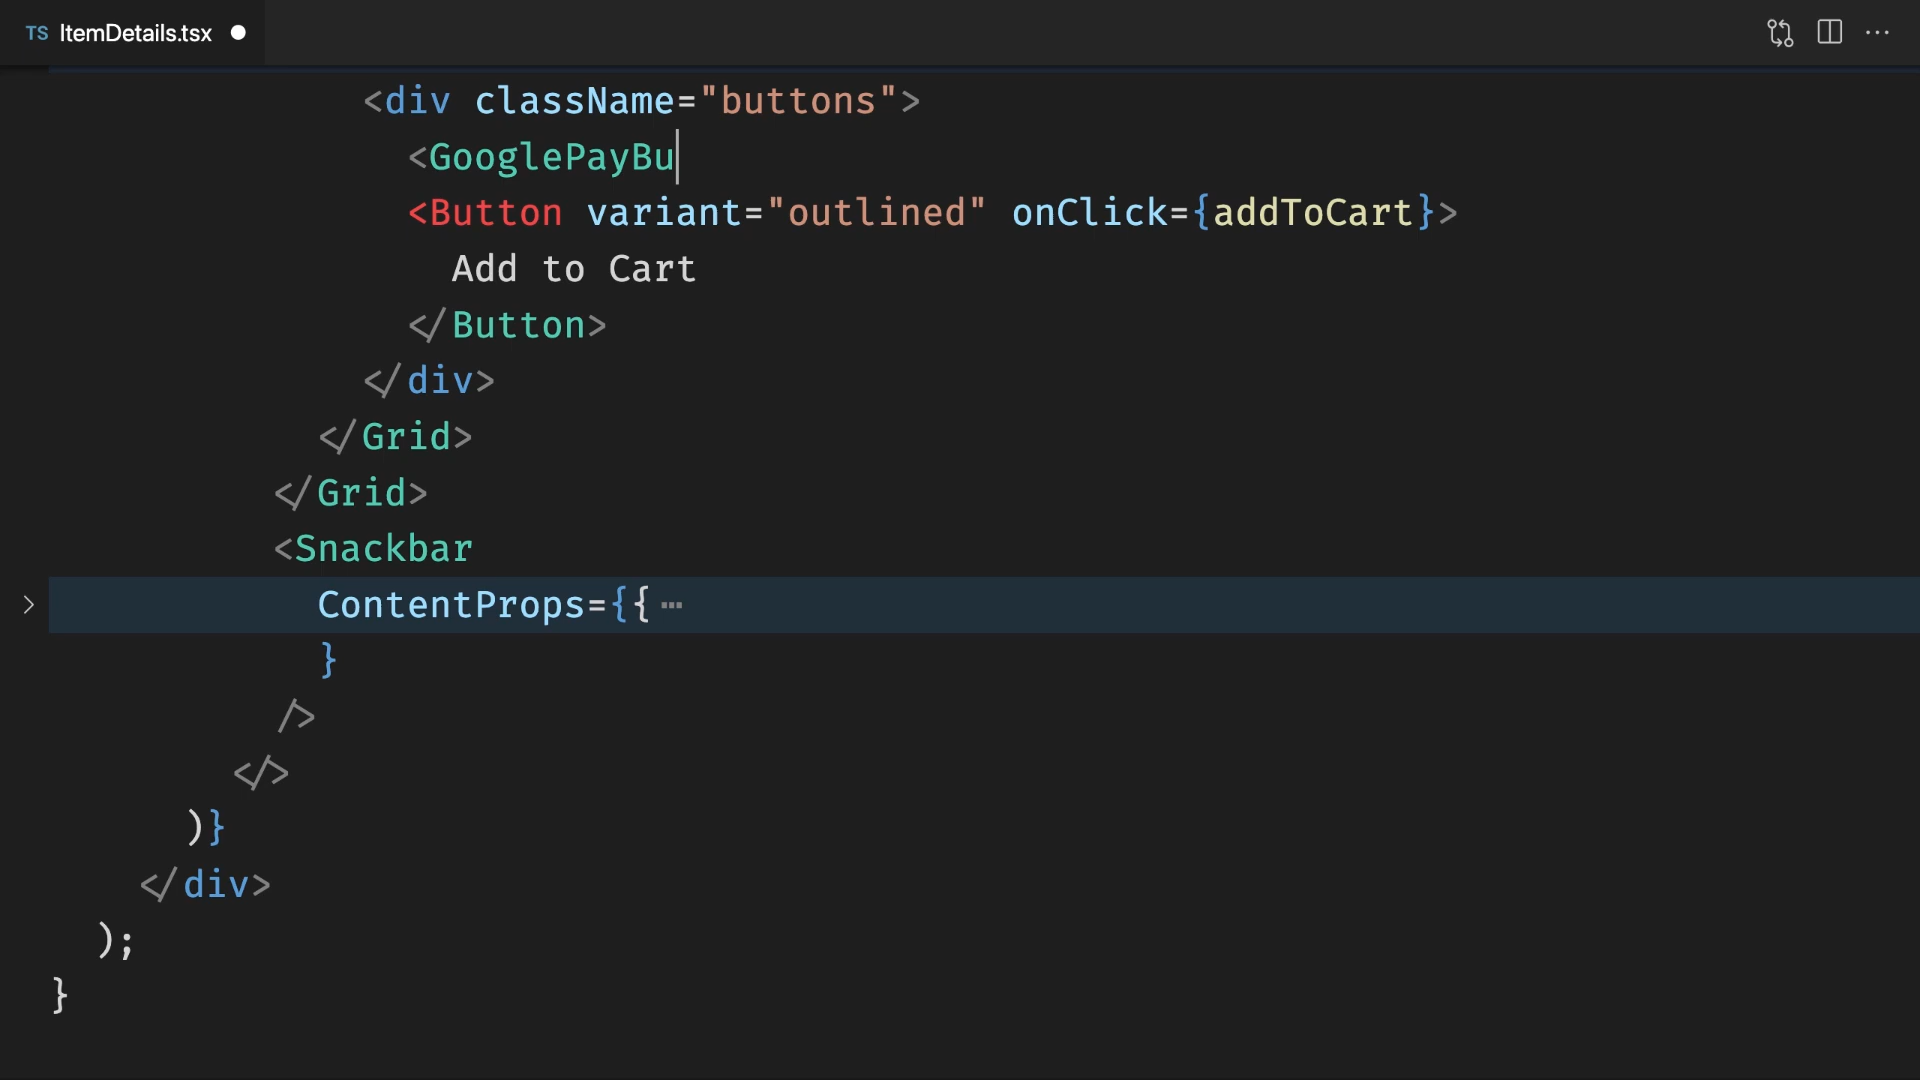 TS ItemDetails.tsx
<div className="buttons">
<GooglePayBu
<Button variant="outlined" onClick={addToCart}>
Add to Cart
</Button>
</div>
</Grid>
</Grid>
<Snackbar
ContentProps={{ ⋯
}
/>
</>
)}
</div>
);
}